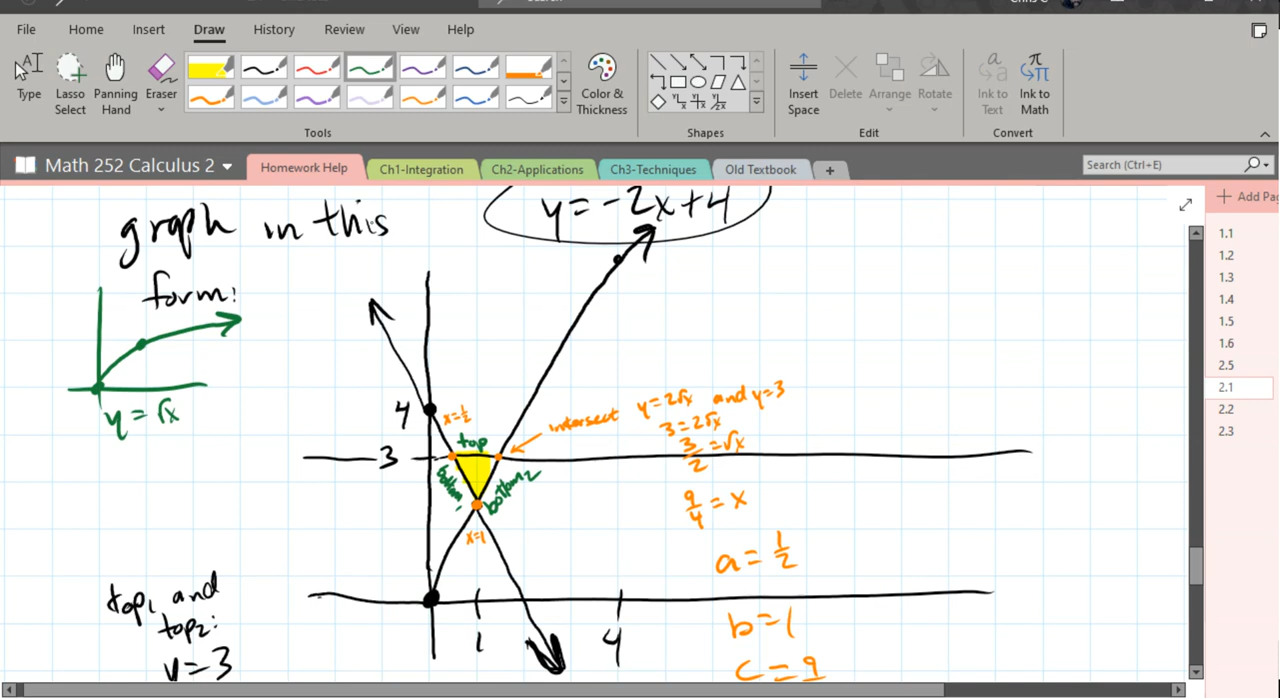 File Home Insert Draw History Review View Help
Type
Lasso Select
Panning Hand
Eraser
Color & Thickness
Insert Space
Delete
Arrange
Rotate
Ink to Text
Ink to Math
Tools
Shapes
Edit
Convert
Math 252 Calculus 2
Homework Help
Ch1-Integration
Ch2-Applications
Ch3-Techniques
Old Textbook
Search (Ctrl+E)
Add Pag
1.1
1.2
1.3
1.4
1.5
1.6
2.5
2.1
2.2
2.3
graph in this
form:
y = √x
y = -2x+4
4
3
x=½
top
bottom2
x=1
intersect y=2√x and y=3
3=2√x
3/2=√x
9/4 = x
a = 1/2
b = 1
c = 9
1
4
top1 and
top2:
y=3